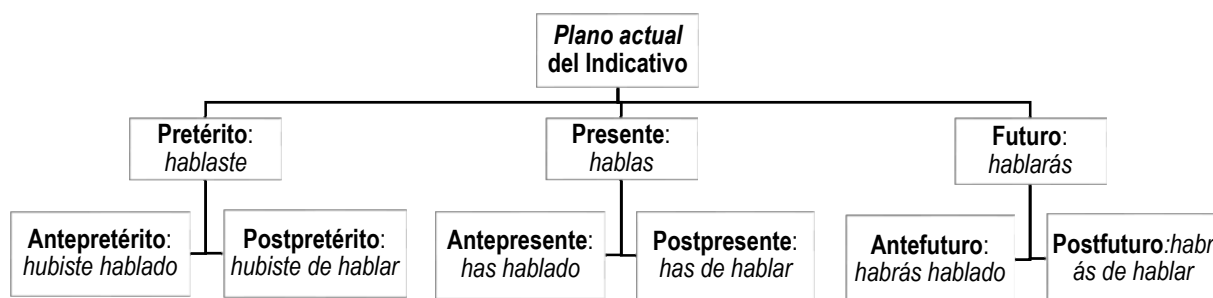 Plano actual
del Indicativo
Pretérito:
hablaste
Presente:
hablas
Futuro:
hablarás
Antepretérito:
hubiste hablado
Postpretérito:
hubiste de hablar
Antepresente:
has hablado
Postpresente:
has de hablar
Antefuturo:
habrás hablado
Postfuturo:habr
ás de hablar